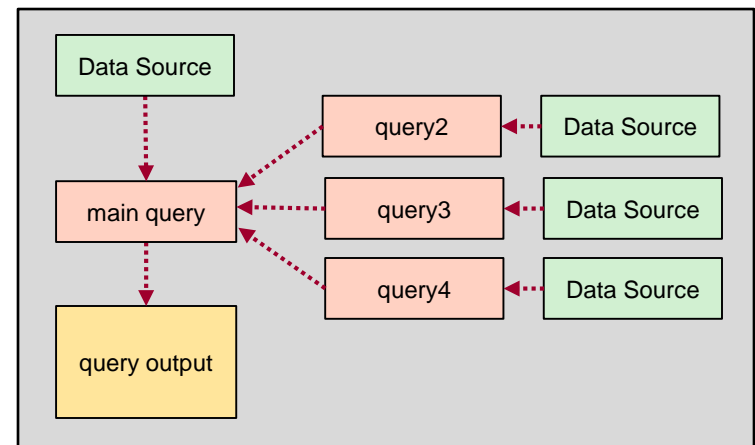 Data Source
query2
Data Source
main query
query3
Data Source
query4
Data Source
query output